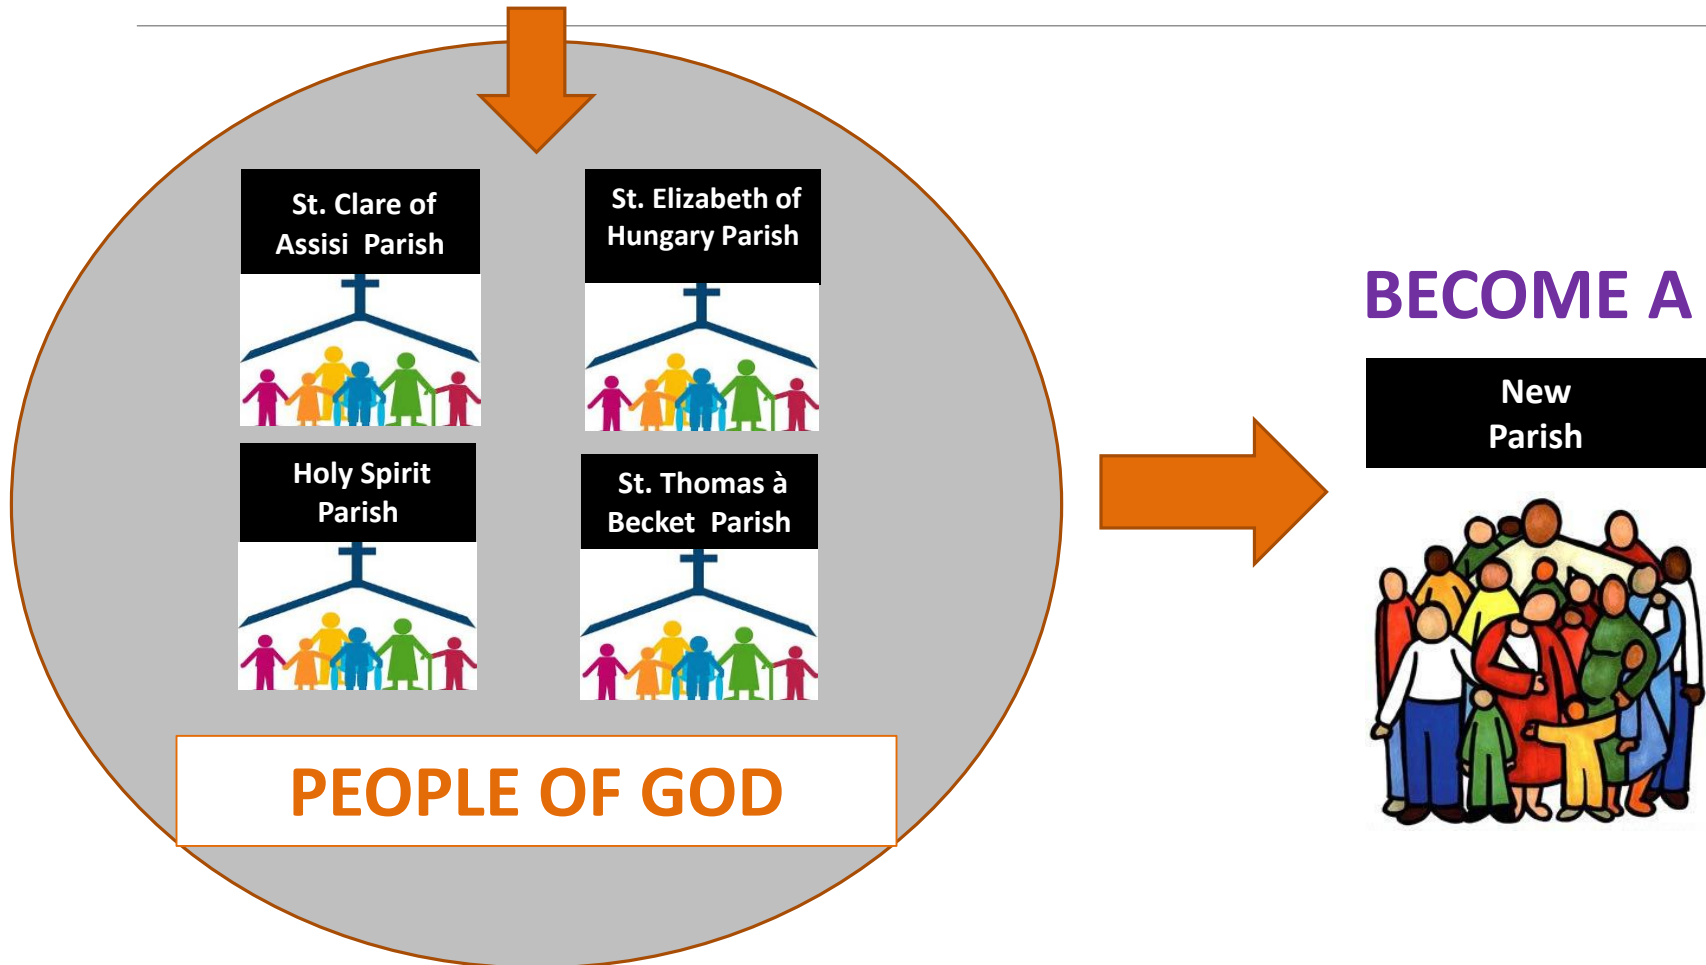 St. Clare of
Assisi Parish
St. Elizabeth of
Hungary Parish
Holy Spirit
Parish
St. Thomas à
Becket Parish
PEOPLE OF GOD
BECOME A
New
Parish